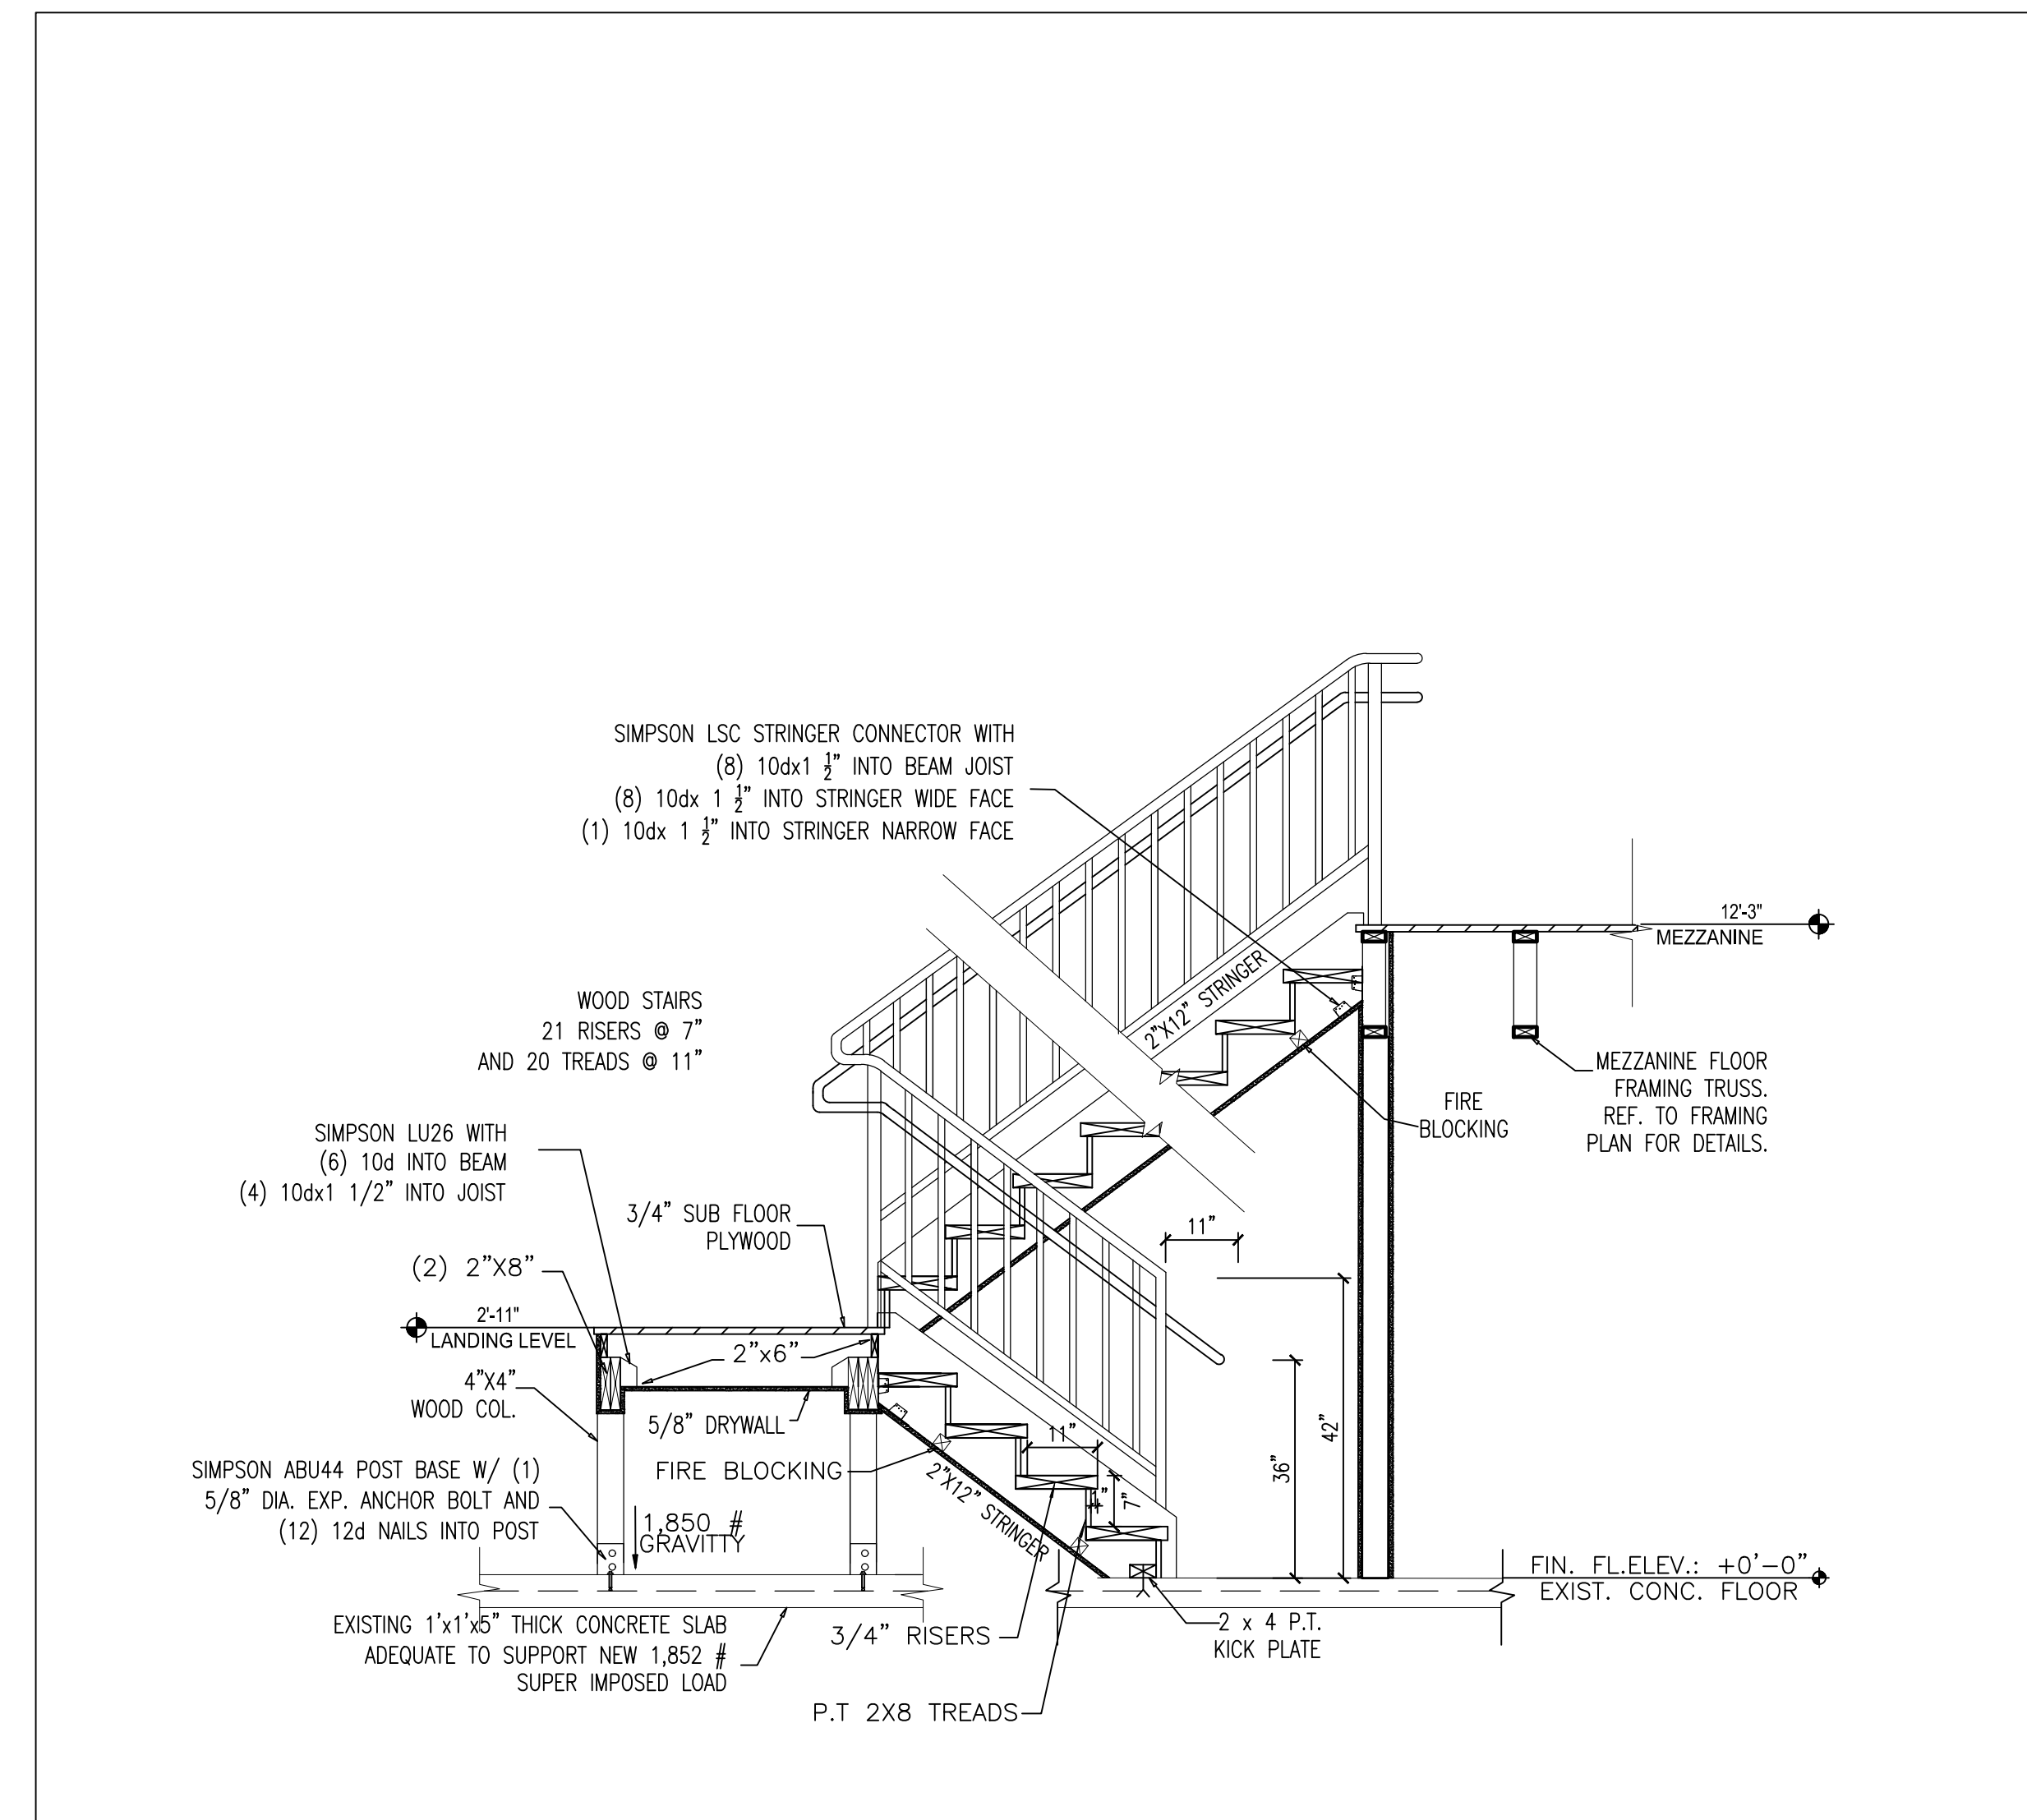 SIMPSON LSC STRINGER CONNECTOR WITH
(8) 10dx1 1/2" INTO BEAM JOIST
(8) 10dx 1 1/2" INTO STRINGER WIDE FACE
(1) 10dx 1 1/2" INTO STRINGER NARROW FACE
12'-3"
MEZZANINE
2"X12" STRINGER
WOOD STAIRS
21 RISERS @ 7"
AND 20 TREADS @ 11"
MEZZANINE FLOOR
FRAMING TRUSS.
REF. TO FRAMING
PLAN FOR DETAILS.
FIRE
BLOCKING
SIMPSON LU26 WITH
(6) 10d INTO BEAM
(4) 10dx1 1/2" INTO JOIST
3/4" SUB FLOOR
PLYWOOD
11"
(2) 2"X8"
2'-11"
LANDING LEVEL
2"x6"
4"X4"
WOOD COL.
5/8" DRYWALL
11"
42"
36"
FIRE BLOCKING
2"X12" STRINGER
1"
7"
SIMPSON ABU44 POST BASE W/ (1)
5/8" DIA. EXP. ANCHOR BOLT AND
(12) 12d NAILS INTO POST
1,850 #
GRAVITTY
FIN. FL.ELEV.: +0'-0"
EXIST. CONC. FLOOR
EXISTING 1'x1'x5" THICK CONCRETE SLAB
ADEQUATE TO SUPPORT NEW 1,852 #
SUPER IMPOSED LOAD
3/4" RISERS
2 x 4 P.T.
KICK PLATE
P.T 2X8 TREADS